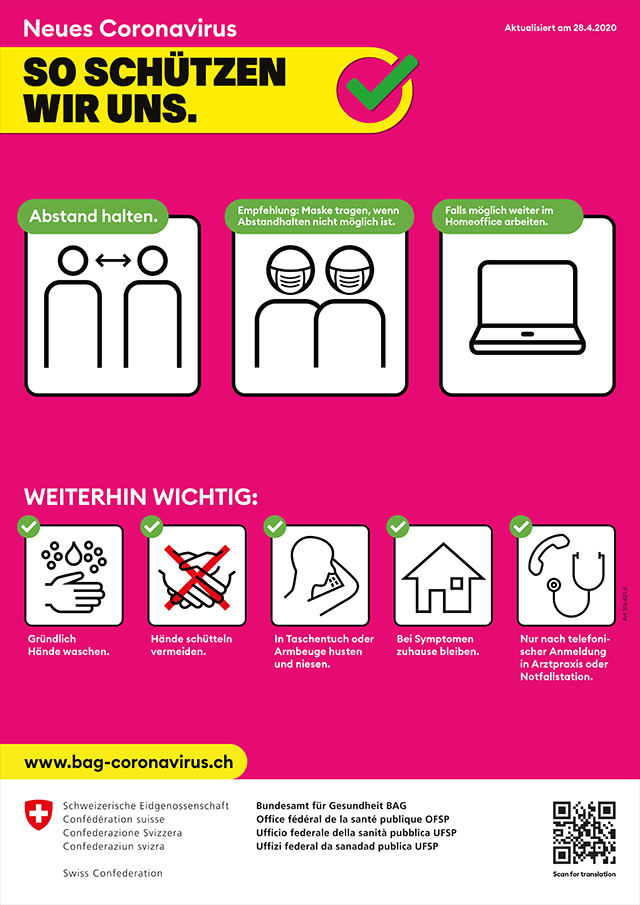 Neues Coronavirus
Aktualisiert am 28.4.2020
SO SCHÜTZEN
WIR UNS.
Abstand halten.
Empfehlung: Maske tragen, wenn
Abstandhalten nicht möglich ist.
Falls möglich weiter im
Homeoffice arbeiten.
WEITERHIN WICHTIG:
Gründlich
Hände waschen.
Hände schütteln
vermeiden.
In Taschentuch oder
Armbeuge husten
und niesen.
Bei Symptomen
zuhause bleiben.
Nur nach telefoni-
scher Anmeldung
in Arztpraxis oder
Notfallstation.
www.bag-coronavirus.ch
Schweizerische Eidgenossenschaft
Confédération suisse
Confederazione Svizzera
Confederaziun svizra
Swiss Confederation
Bundesamt für Gesundheit BAG
Office fédéral de la santé publique OFSP
Ufficio federale della sanità pubblica UFSP
Uffizi federal da sanadad publica UFSP
Scan for translation